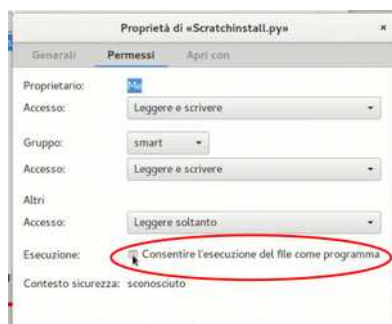 Proprietà di «Scratchinstall.py»
Generali Permessi Apri con
Proprietario: Me
Accesso: Leggere e scrivere
Gruppo: smart
Accesso: Leggere e scrivere
Altri
Accesso: Leggere soltanto
Esecuzione: Consentire l'esecuzione del file come programma
Contesto sicurezza: sconosciuto